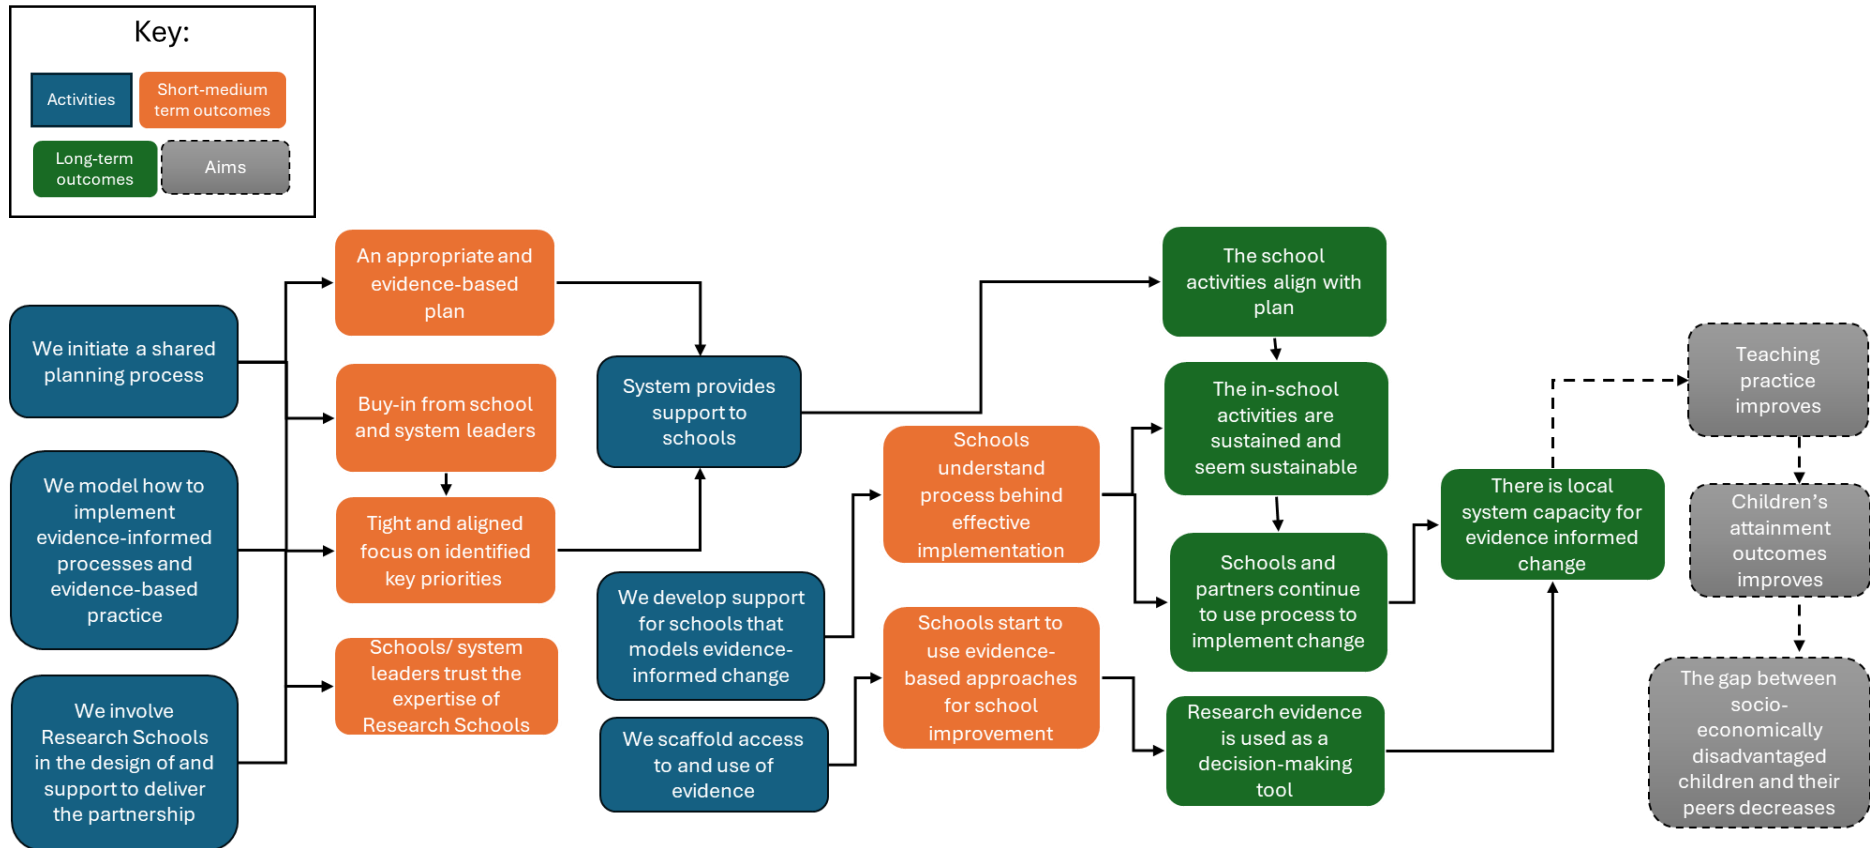 Key:
Activities
Short-medium
term outcomes
Long-term
outcomes
Aims
We initiate a shared
planning process
We model how to
implement
evidence-informed
processes and
evidence-based
practice
We involve
Research Schools
in the design of and
support to deliver
the partnership
An appropriate and
evidence-based
plan
Buy-in from school
and system leaders
Tight and aligned
focus on identified
key priorities
Schools/ system
leaders trust the
expertise of
Research Schools
System provides
support to
schools
We develop support
for schools that
models evidence-
informed change
We scaffold access
to and use of
evidence
Schools
understand
process behind
effective
implementation
Schools start to
use evidence-
based approaches
for school
improvement
The school
activities align with
plan
The in-school
activities are
sustained and
seem sustainable
Schools and
partners continue
to use process to
implement change
Research evidence
is used as a
decision-making
tool
There is local
system capacity for
evidence informed
change
Teaching
practice
improves
Children’s
attainment
outcomes
improves
The gap between
socio-
economically
disadvantaged
children and their
peers decreases